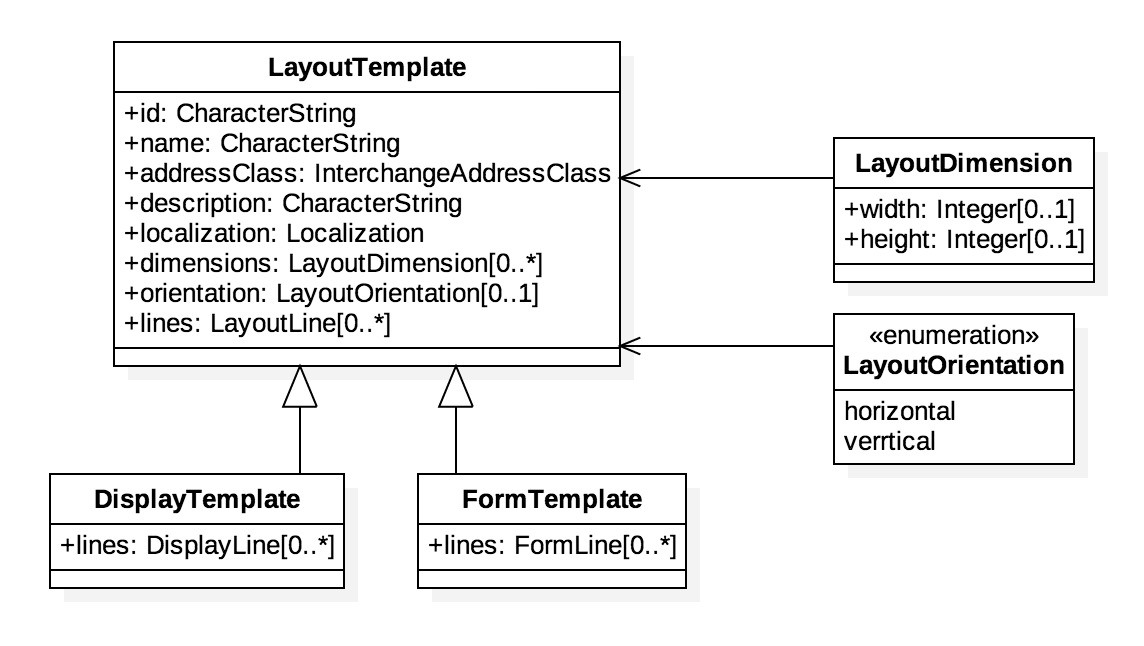 LayoutTemplate
+id: CharacterString
+name: CharacterString
+addressClass: InterchangeAddressClass
+description: CharacterString
+localization: Localization
+dimensions: LayoutDimension[0..*]
+orientation: LayoutOrientation[0..1]
+lines: LayoutLine[0..*]
LayoutDimension
+width: Integer[0..1]
+height: Integer[0..1]
«enumeration»
LayoutOrientation
horizontal
verrtical
DisplayTemplate
+lines: DisplayLine[0..*]
FormTemplate
+lines: FormLine[0..*]